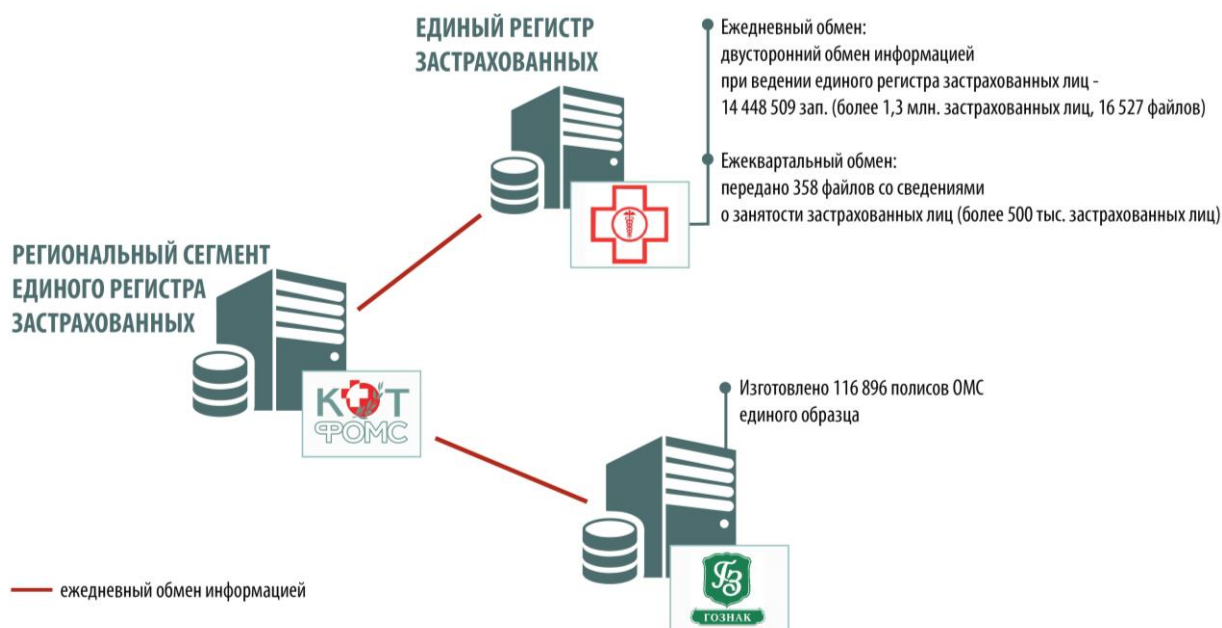 ЕДИНЫЙ РЕГИСТР
ЗАСТРАХОВАННЫХ
Ежедневный обмен:
двусторонний обмен информацией
при ведении единого регистра застрахованных лиц -
14 448 509 зап. (более 1,3 млн. застрахованных лиц, 16 527 файлов)
Ежеквартальный обмен:
передано 358 файлов со сведениями
о занятости застрахованных лиц (более 500 тыс. застрахованных лиц)
РЕГИОНАЛЬНЫЙ СЕГМЕНТ
ЕДИНОГО РЕГИСТРА
ЗАСТРАХОВАННЫХ
КОТ
ФОМС
Изготовлено 116 896 полисов ОМС
единого образца
ГЗ
ГОЗНАК
ежедневный обмен информацией